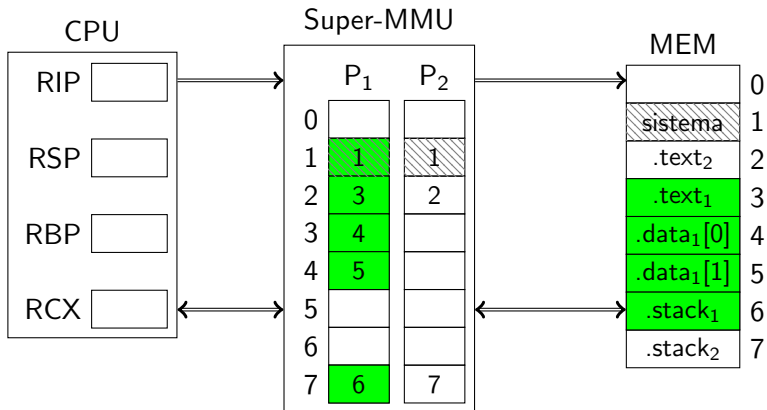 CPU
RIP
RSP
RBP
RCX
Super-MMU
P₁ P₂
0
1 1 1
2 3 2
3 4
4 5
5
6
7 6 7
MEM
0
sistema 1
.text₂ 2
.text₁ 3
.data₁[0] 4
.data₁[1] 5
.stack₁ 6
.stack₂ 7